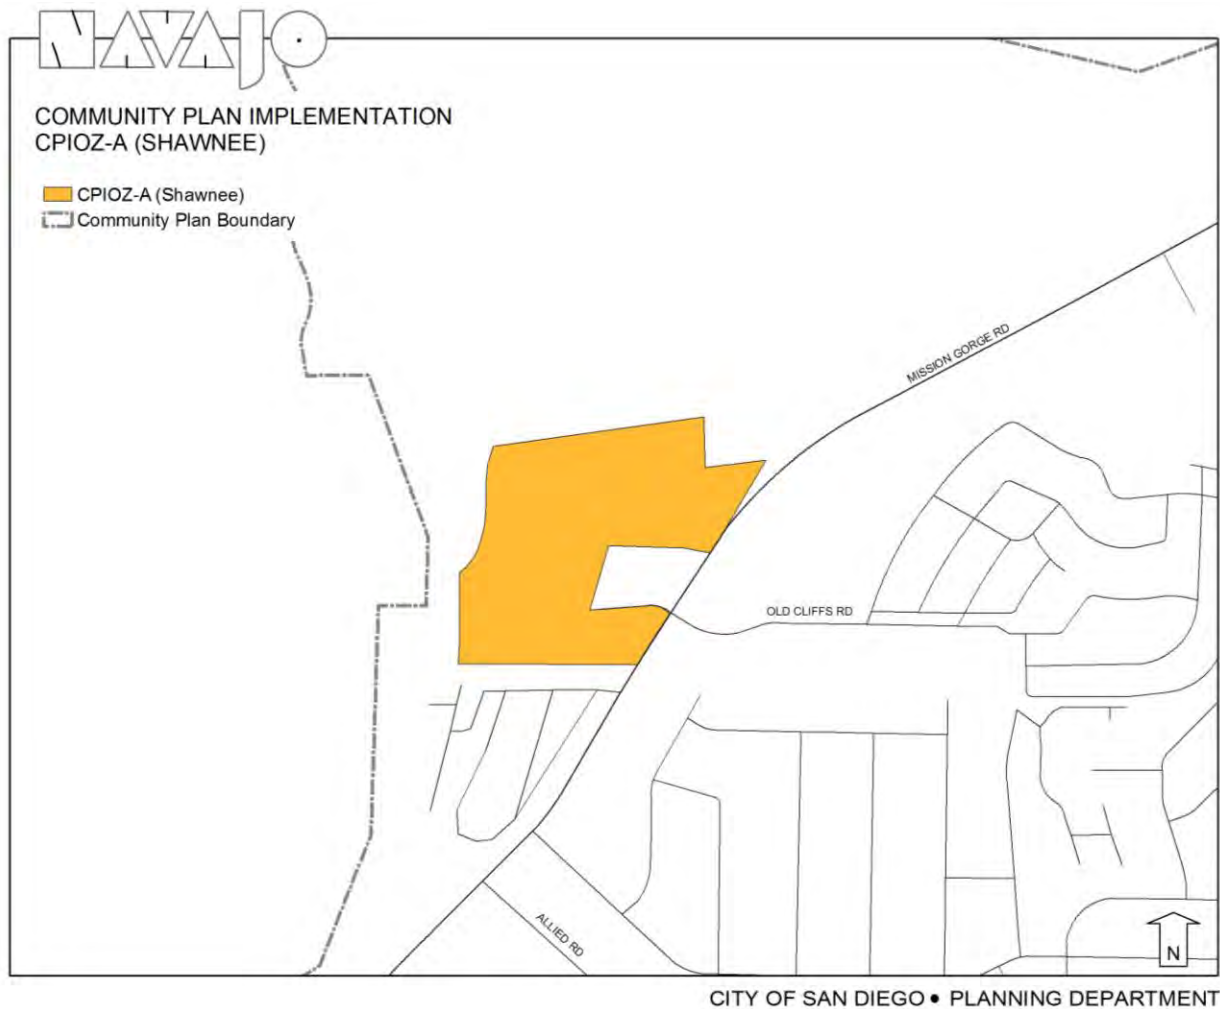 NAVAJO
COMMUNITY PLAN IMPLEMENTATION
CPIOZ-A (SHAWNEE)
CPIOZ-A (Shawnee)
Community Plan Boundary
MISSION GORGE RD
OLD CLIFFS RD
ALLIED RD
N
CITY OF SAN DIEGO • PLANNING DEPARTMENT